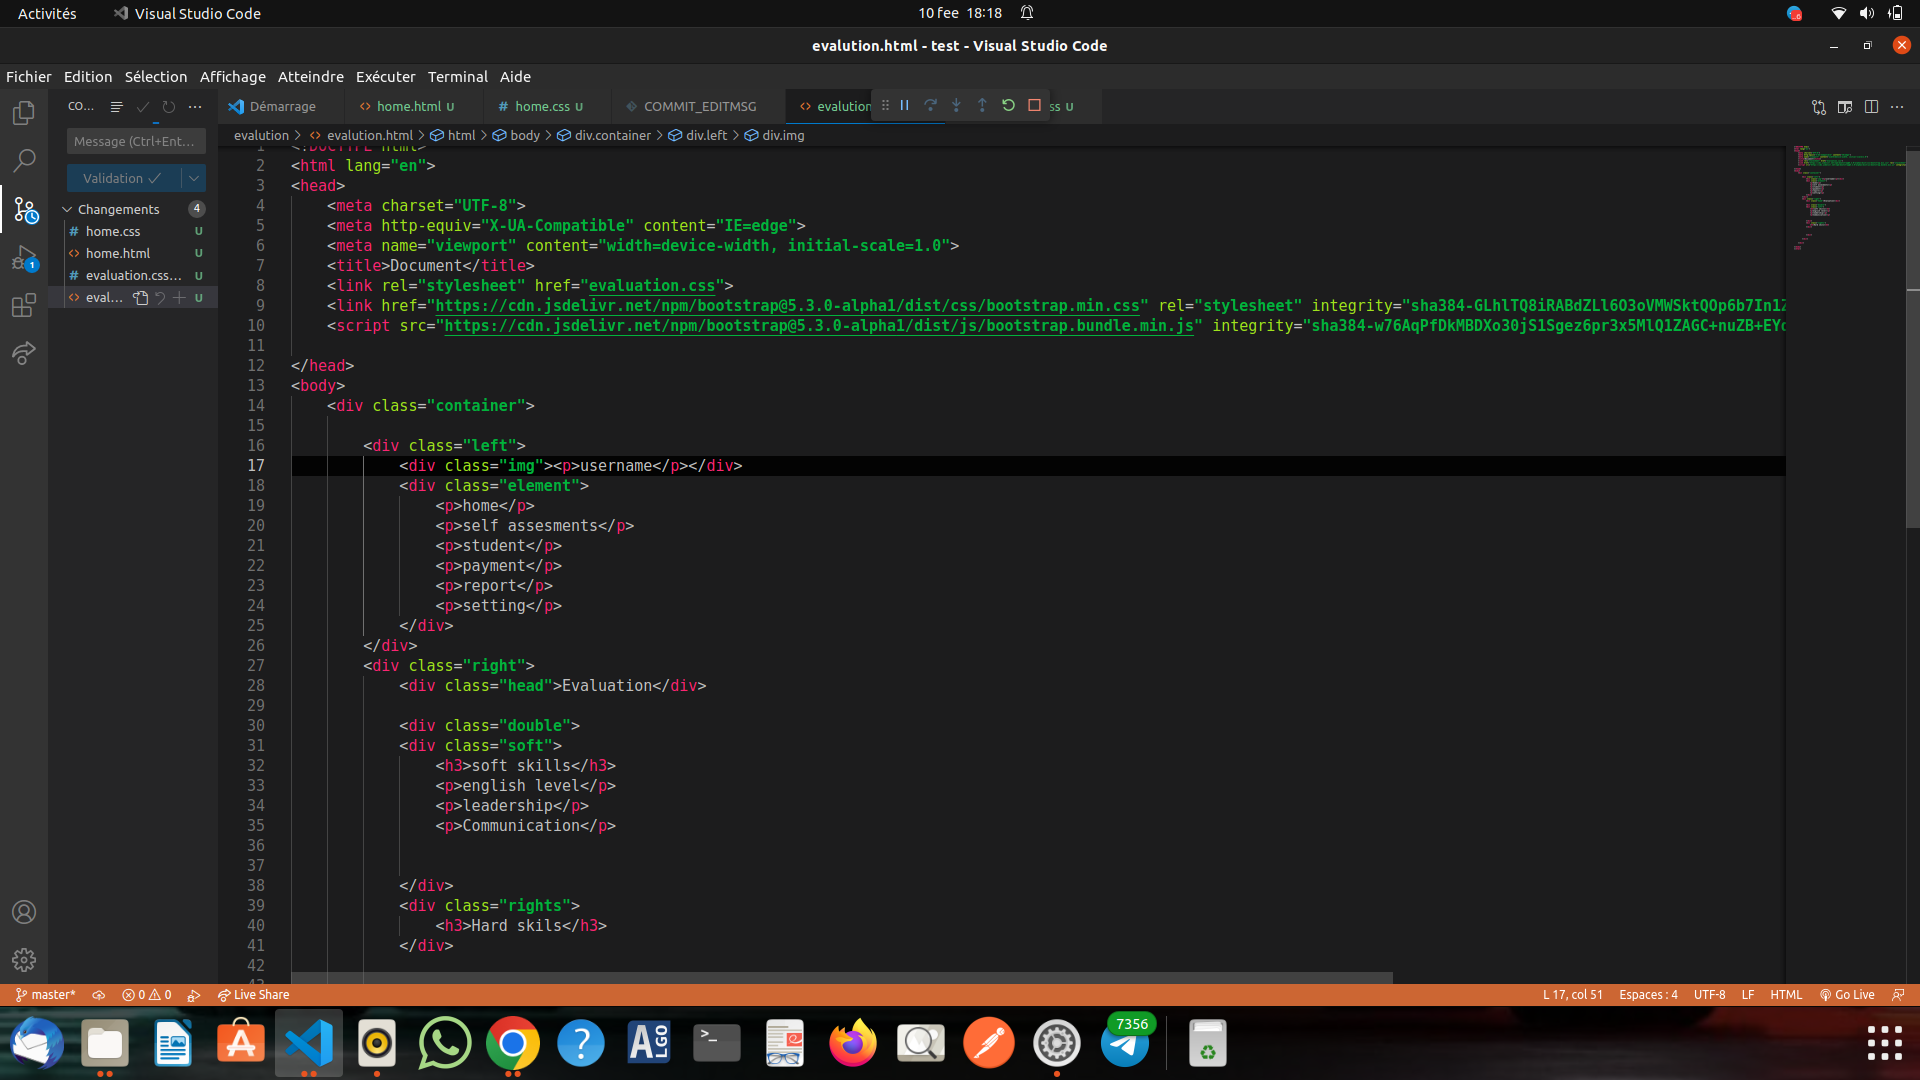 Activités Visual Studio Code 10 fee 18:18
evalution.html - test - Visual Studio Code
Fichier Edition Sélection Affichage Atteindre Exécuter Terminal Aide
CO... Démarrage home.html U home.css U COMMIT_EDITMSG evalution ss U
Message (Ctrl+Ent... evalution > evalution.html > html > body > div.container > div.left > div.img
Validation
Changements 4
home.css U
home.html U
evaluation.css... U
eval... U
1
1 <!DOCTYPE html>
2 <html lang="en">
3 <head>
4 <meta charset="UTF-8">
5 <meta http-equiv="X-UA-Compatible" content="IE=edge">
6 <meta name="viewport" content="width=device-width, initial-scale=1.0">
7 <title>Document</title>
8 <link rel="stylesheet" href="evaluation.css">
9 <link href="https://cdn.jsdelivr.net/npm/bootstrap@5.3.0-alpha1/dist/css/bootstrap.min.css" rel="stylesheet" integrity="sha384-GLhlTQ8iRABdZLl6O3oVMWSktQOp6b7In1Z
10 <script src="https://cdn.jsdelivr.net/npm/bootstrap@5.3.0-alpha1/dist/js/bootstrap.bundle.min.js" integrity="sha384-w76AqPfDkMBDXo30jS1Sgez6pr3x5MlQ1ZAGC+nuZB+EYd
11
12 </head>
13 <body>
14 <div class="container">
15
16 <div class="left">
17 <div class="img"><p>username</p></div>
18 <div class="element">
19 <p>home</p>
20 <p>self assesments</p>
21 <p>student</p>
22 <p>payment</p>
23 <p>report</p>
24 <p>setting</p>
25 </div>
26 </div>
27 <div class="right">
28 <div class="head">Evaluation</div>
29
30 <div class="double">
31 <div class="soft">
32 <h3>soft skills</h3>
33 <p>english level</p>
34 <p>leadership</p>
35 <p>Communication</p>
36
37
38 </div>
39 <div class="rights">
40 <h3>Hard skils</h3>
41 </div>
42
43
master* 0 0 Live Share L 17, col 51 Espaces : 4 UTF-8 LF HTML Go Live
7356
A LGO